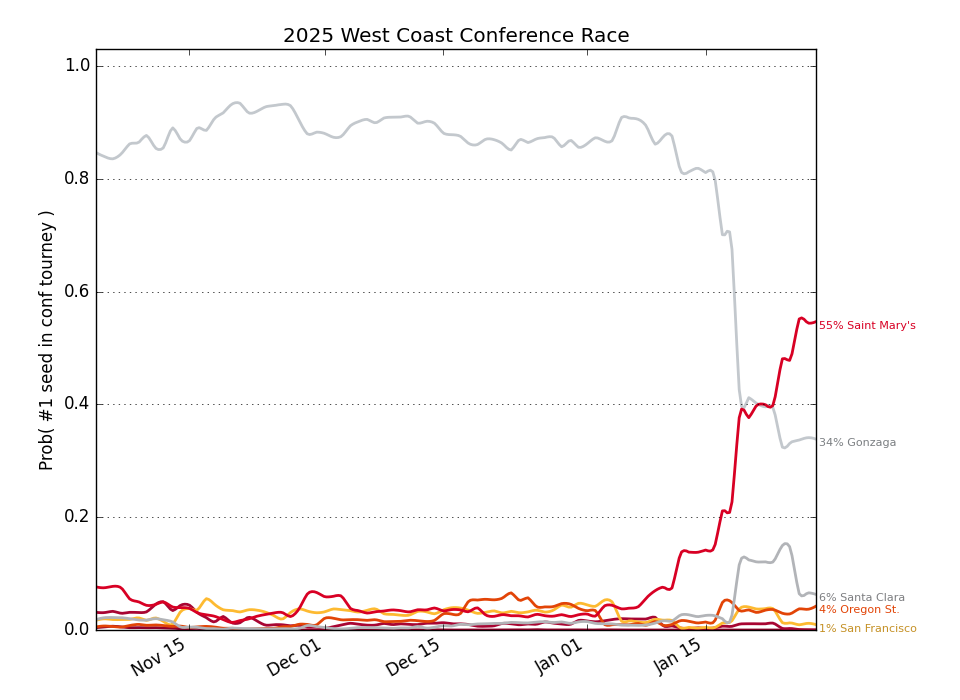 2025 West Coast Conference Race
Prob( #1 seed in conf tourney )
1.0
0.8
0.6
0.4
0.2
0.0
55% Saint Mary's
34% Gonzaga
6% Santa Clara
4% Oregon St.
1% San Francisco
Nov 15
Dec 01
Dec 15
Jan 01
Jan 15